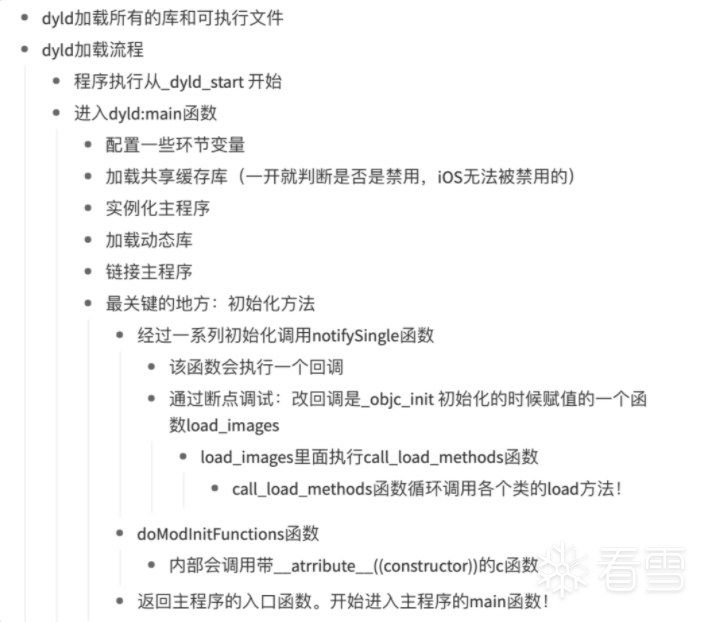 dyld加载所有的库和可执行文件
dyld加载流程
程序执行从_dyld_start 开始
进入dyld:main函数
配置一些环节变量
加载共享缓存库（一开就判断是否是禁用，iOS无法被禁用的）
实例化主程序
加载动态库
链接主程序
最关键的地方：初始化方法
经过一系列初始化调用notifySingle函数
该函数会执行一个回调
通过断点调试：改回调是_objc_init 初始化的时候赋值的一个函
数load_images
load_images里面执行call_load_methods函数
call_load_methods函数循环调用各个类的load方法！
doModInitFunctions函数
内部会调用带__atrribute__((constructor))的c函数
返回主程序的入口函数。开始进入主程序的main函数！
看雪